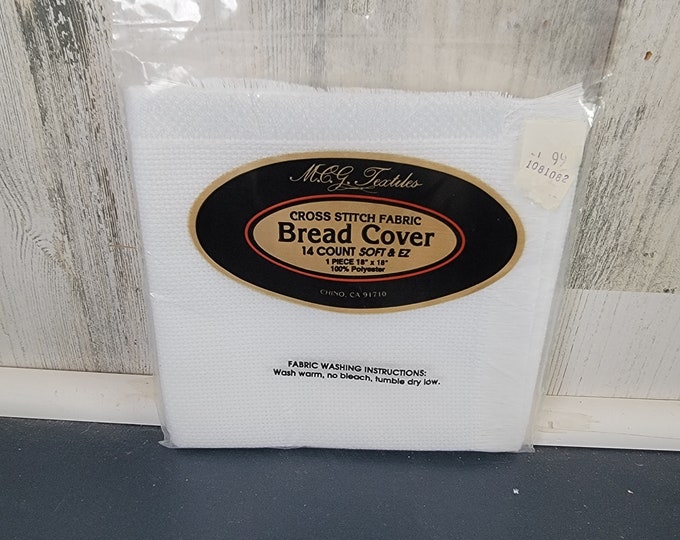 M.C.G. Textiles
CROSS STITCH FABRIC
Bread Cover
14 COUNT SOFT & EZ
1 PIECE 18" x 18"
100% Polyester
CHINO, CA 91710
99
1081082
FABRIC WASHING INSTRUCTIONS:
Wash warm, no bleach, tumble dry low.